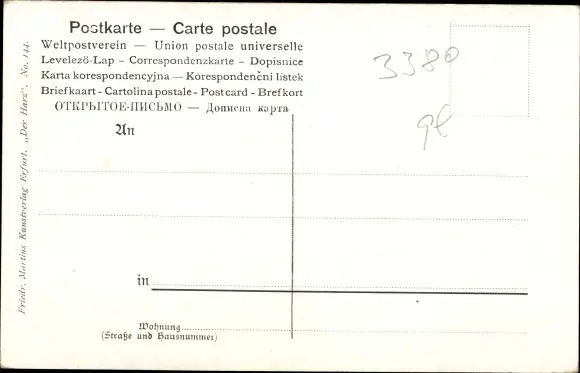 Postkarte — Carte postale
Weltpostverein — Union postale universelle
Levelező-Lap - Correspondenzkarte - Dopisnice
Karta korespondencyjna — Korespondenční lístek
Briefkaart - Cartolina postale - Post card - Brefkort
ОТКРЫТОЕ-ПИСЬМО — Дописна карта
An
in
Wohnung
(Straße und Hausnummer)
Friedr. Martins Kunstverlag Erfurt. „Der Harz“. No. 144.
3380